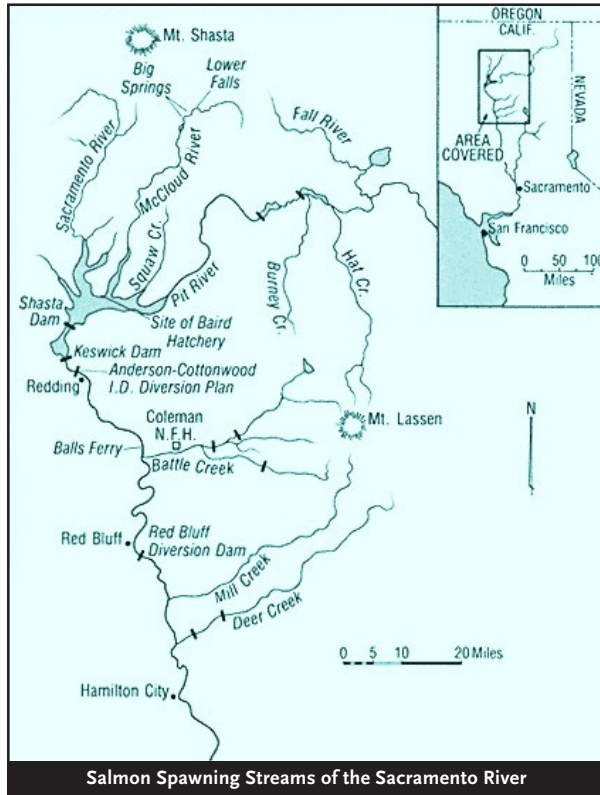 Mt. Shasta
Big
Springs
Lower
Falls
Fall River
Sacramento River
McCloud River
Squaw Cr.
Pit River
Burney Cr.
Hat Cr.
Shasta
Dam
Site of Baird
Hatchery
Keswick Dam
Anderson-Cottonwood
I.D. Diversion Plan
Redding
Coleman
N.F.H.
Mt. Lassen
Balls Ferry
Battle Creek
Red Bluff
Red Bluff
Diversion Dam
Mill Creek
Deer Creek
Hamilton City
N
0 5 10 20 Miles
OREGON
CALIF.
NEVADA
AREA
COVERED
Sacramento
San Francisco
0 50 100
Miles
Salmon Spawning Streams of the Sacramento River